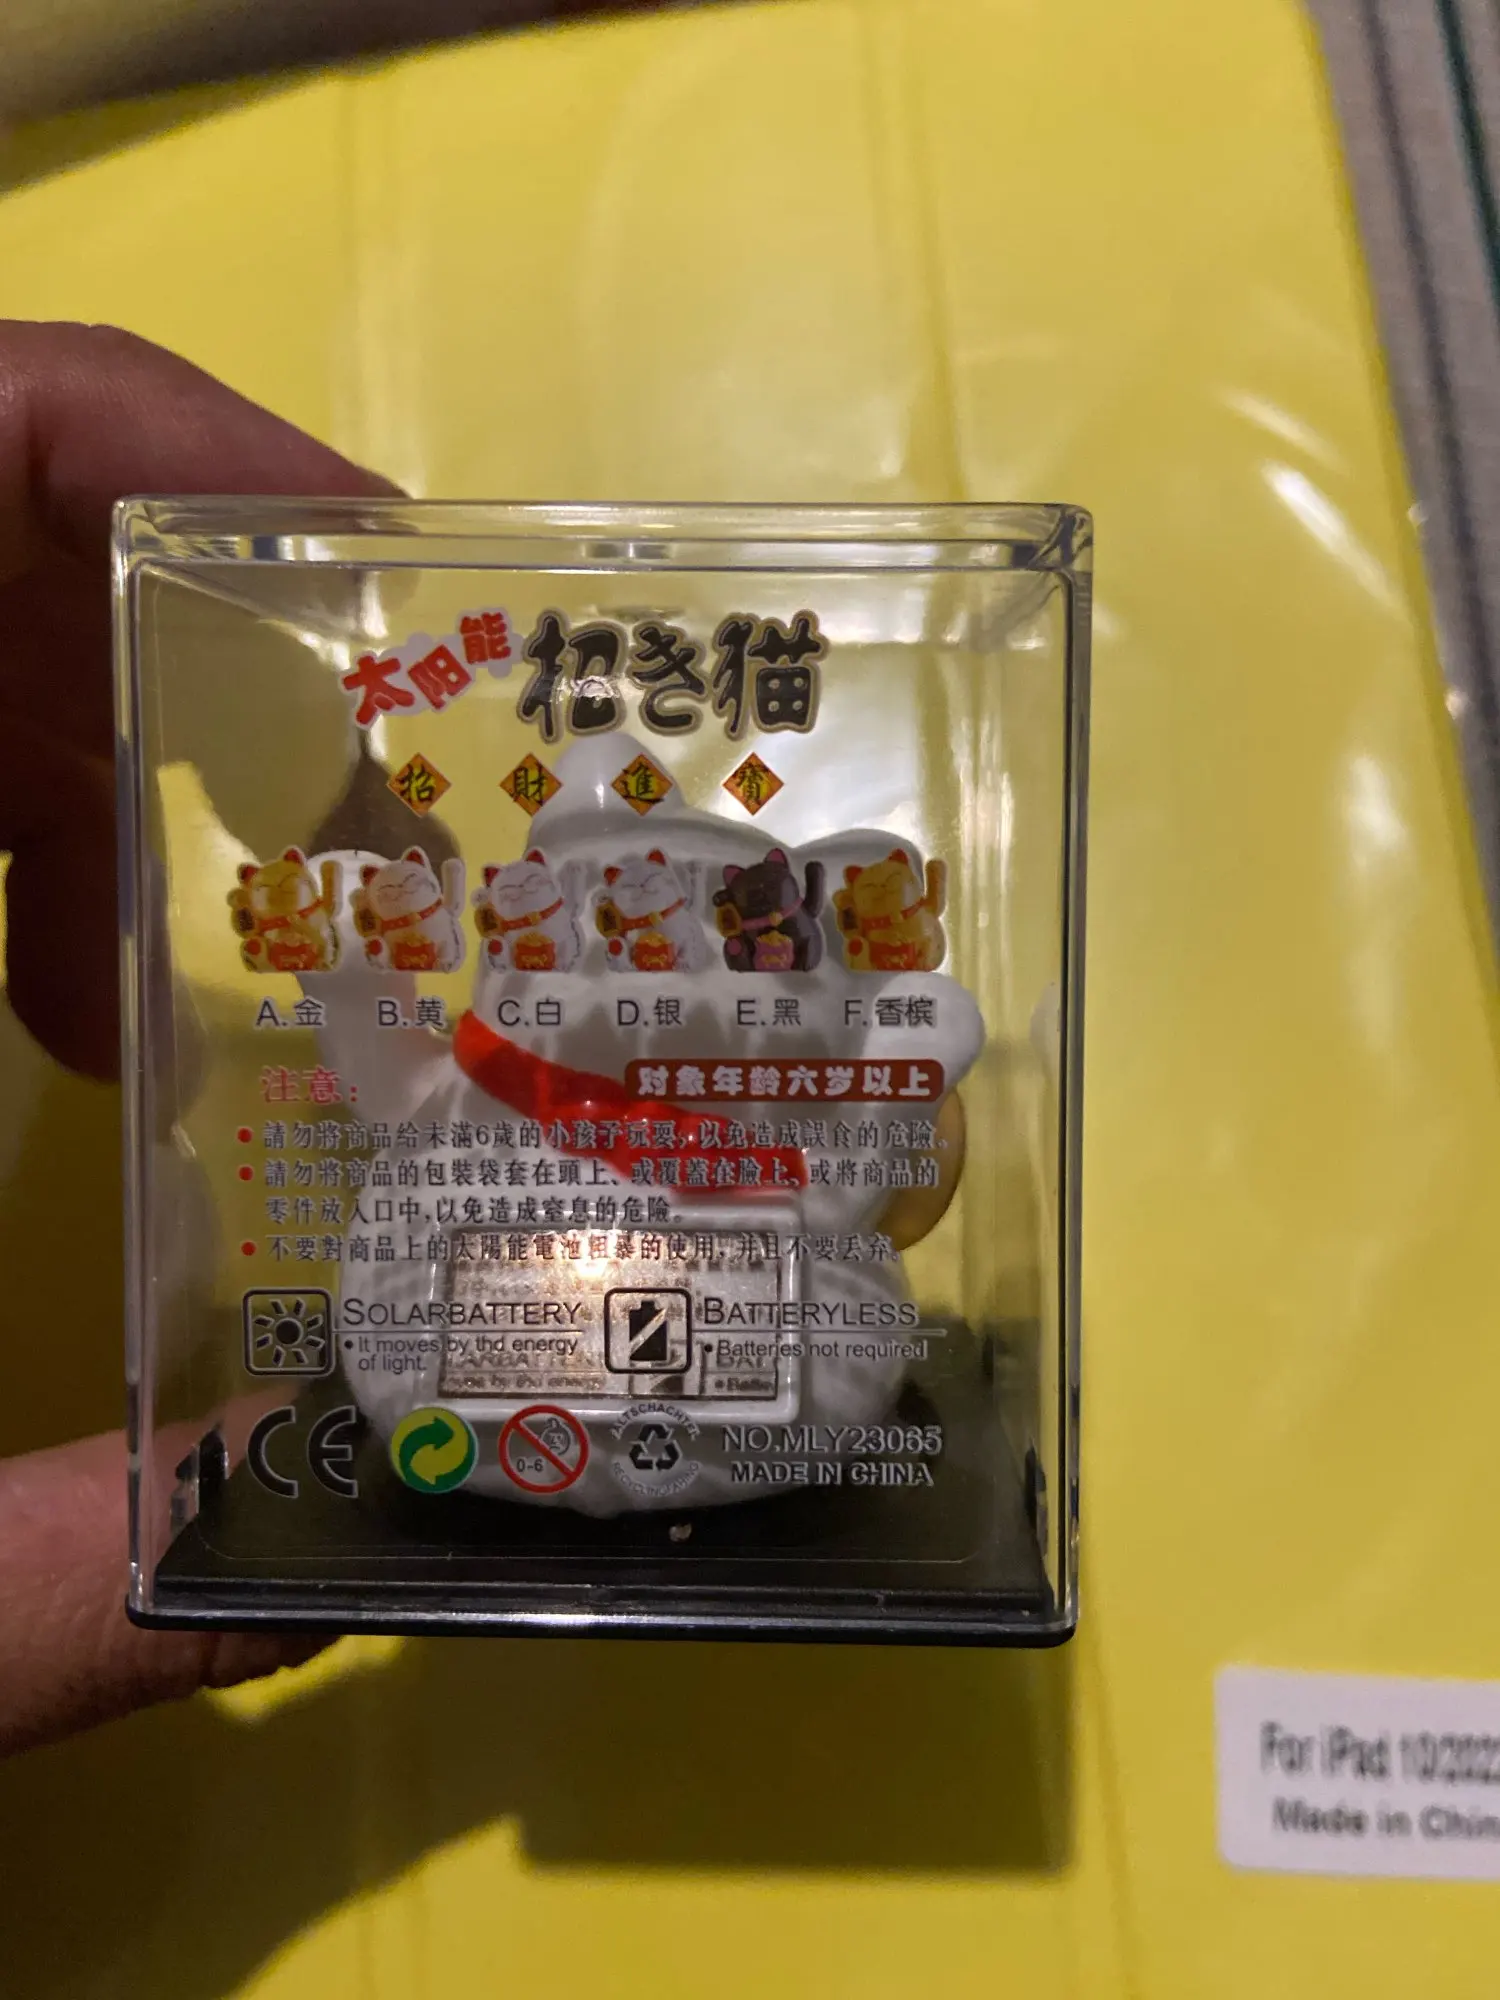 太阳能 招き猫
招 財 進 寶
A.金 B.黄 C.白 D.银 E.黑 F.香槟
注意: 对象年龄六岁以上
• 請勿將商品給未滿6歲的小孩子玩耍，以免造成誤食的危險。
• 請勿將商品的包裝袋套在頭上、或覆蓋在臉上、或將商品的
零件放入口中,以免造成窒息的危險。
• 不要對商品上的太陽能電池粗暴的使用，并且不要丢弃。
SOLARBATTERY
• It moves by thd energy
of light.
BATTERYLESS
• Batteries not required
CE
0-6
ALTSCHACHTEL
RECYCLINGFÄHIG
NO.MLY23065
MADE IN CHINA
For iPad 10/2022
Made in China